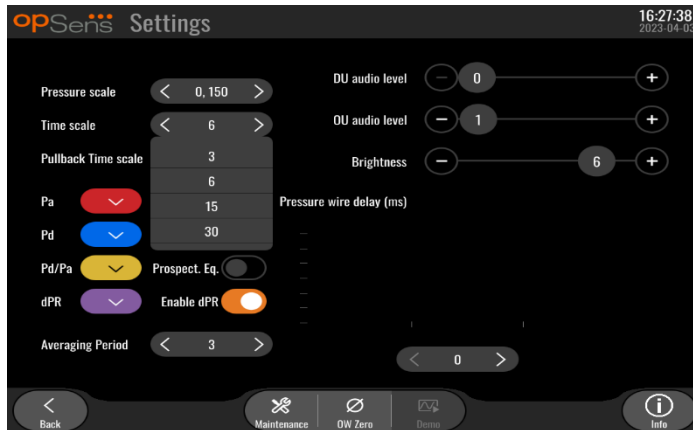 opSens Settings
16:27:38
2023-04-03
Pressure scale
0, 150
Time scale
6
3
6
15
30
Pullback Time scale
Pa
Pd
Pd/Pa
Prospect. Eq.
dPR
Enable dPR
Averaging Period
3
DU audio level
0
OU audio level
1
Brightness
6
Pressure wire delay (ms)
0
Back
Maintenance
OW Zero
Demo
Info